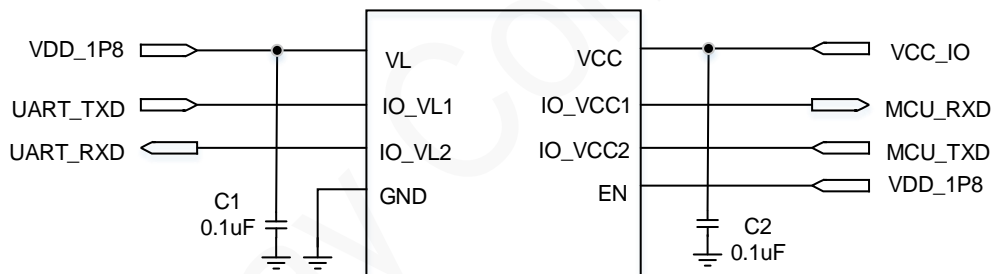 VDD_1P8
VL
VCC
VCC_IO
UART_TXD
IO_VL1
IO_VCC1
MCU_RXD
UART_RXD
IO_VL2
IO_VCC2
MCU_TXD
GND
EN
VDD_1P8
C1
0.1uF
C2
0.1uF